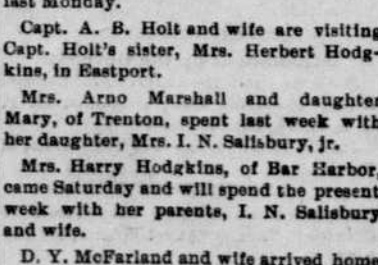 last Monday.
Capt. A. B. Holt and wife are visiting
Capt. Holt's sister, Mrs. Herbert Hodg-
kins, in Eastport.
Mrs. Arno Marshall and daughter
Mary, of Trenton, spent last week with
her daughter, Mrs. I. N. Salisbury, jr.
Mrs. Harry Hodgkins, of Bar Harbor,
came Saturday and will spend the present
week with her parents, I. N. Salisbury
and wife.
D. Y. McFarland and wife arrived home